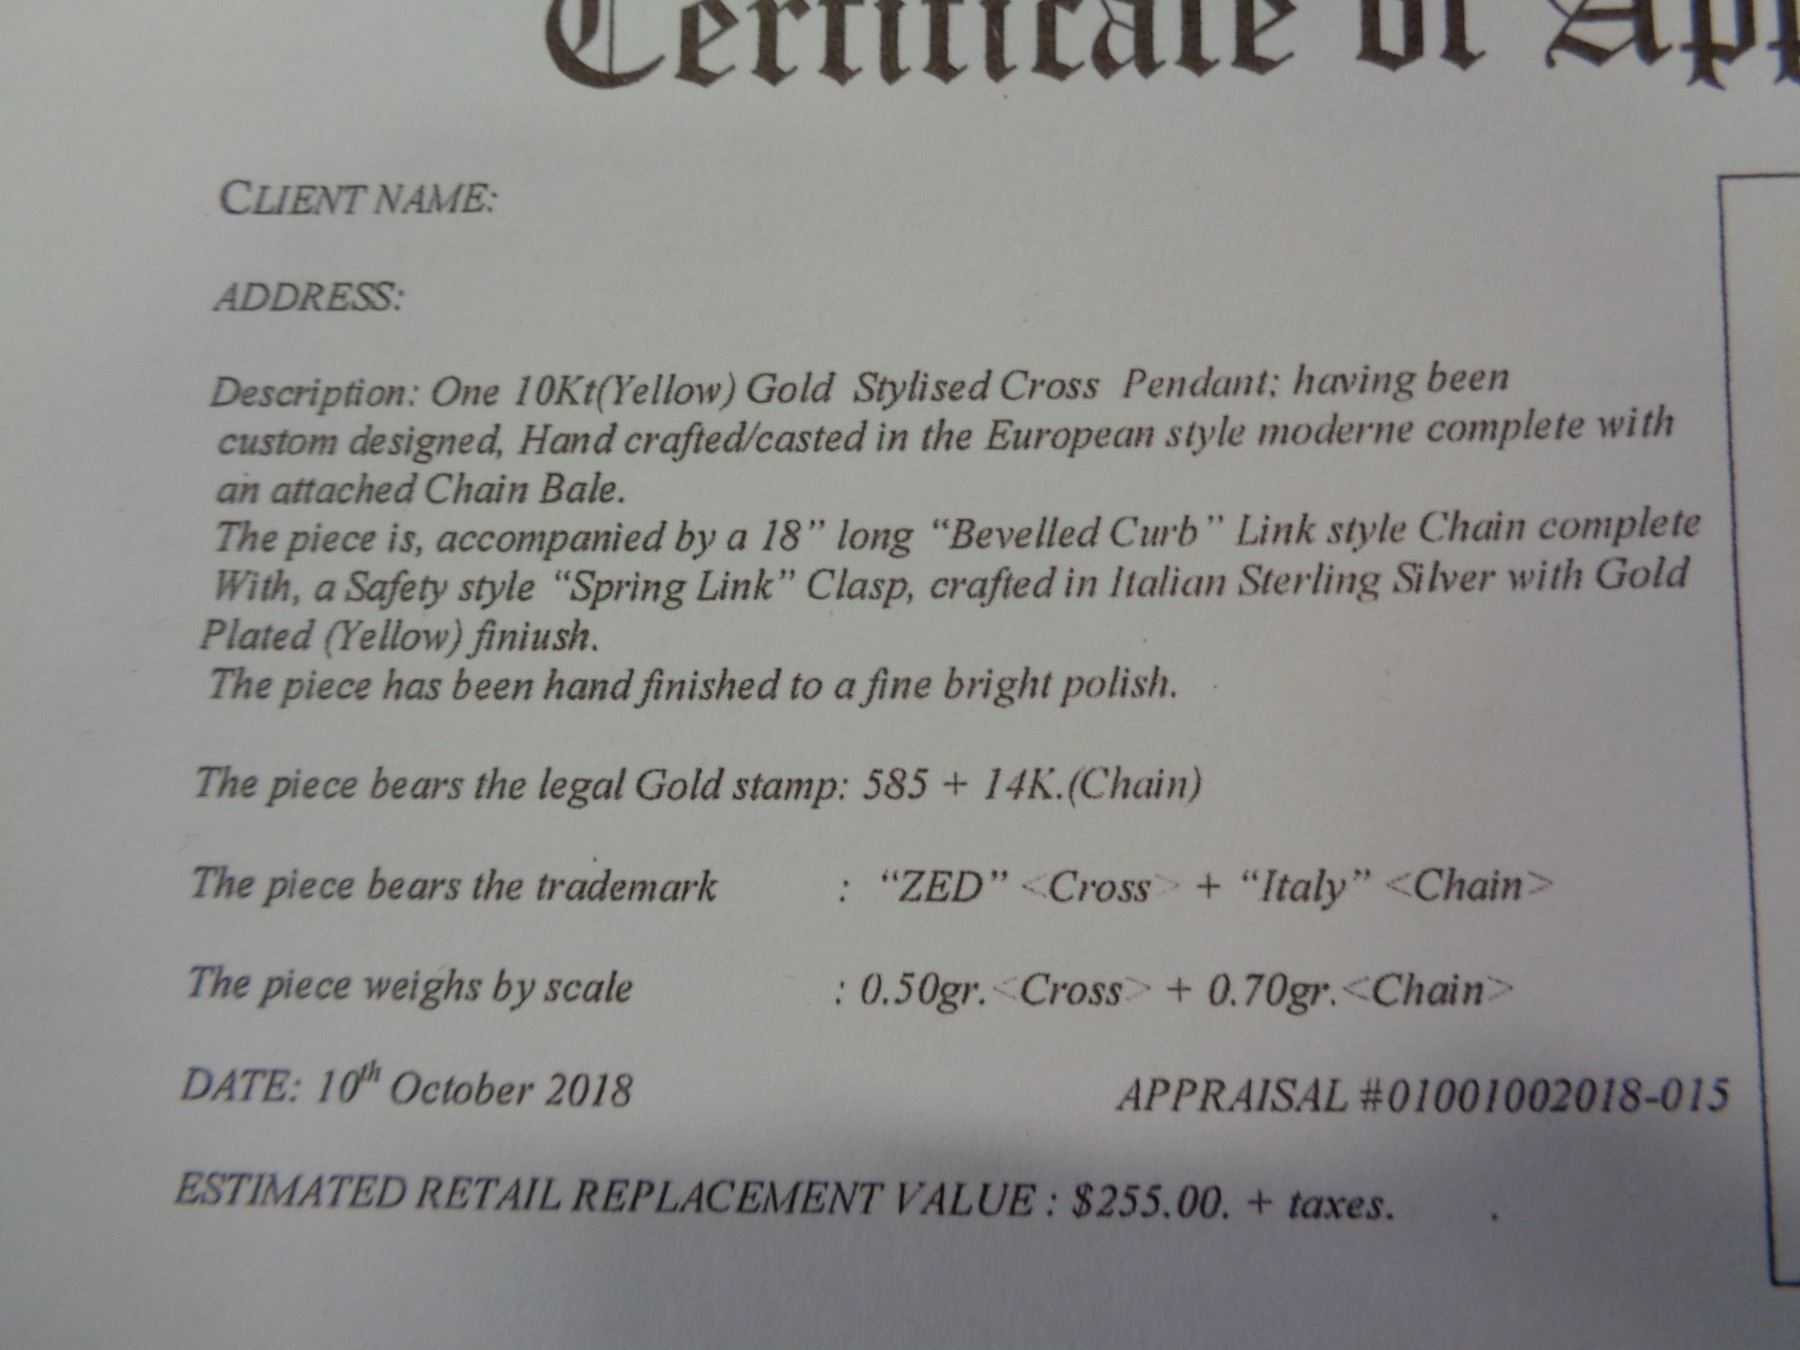 Certificate of App
CLIENT NAME:
ADDRESS:
Description: One 10Kt(Yellow) Gold Stylised Cross Pendant: having been
custom designed, Hand crafted/casted in the European style moderne complete with
an attached Chain Bale.
The piece is, accompanied by a 18” long “Bevelled Curb” Link style Chain complete
With, a Safety style “Spring Link” Clasp, crafted in Italian Sterling Silver with Gold
Plated (Yellow) finiush.
The piece has been hand finished to a fine bright polish.
The piece bears the legal Gold stamp: 585 + 14K.(Chain)
The piece bears the trademark : “ZED” <Cross> + “Italy” <Chain>
The piece weighs by scale : 0.50gr.<Cross> + 0.70gr.<Chain>
DATE: 10th October 2018 APPRAISAL #01001002018-015
ESTIMATED RETAIL REPLACEMENT VALUE : $255.00. + taxes. .